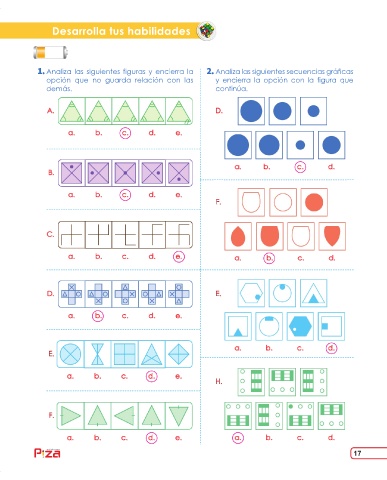 Desarrolla tus habilidades
1. Analiza las siguientes figuras y encierra la
opción que no guarda relación con las
demás.
A.
a. b. c. d. e.
B.
a. b. c. d. e.
C.
a. b. c. d. e.
D.
a. b. c. d. e.
E.
a. b. c. d. e.
F.
a. b. c. d. e.
2. Analiza las siguientes secuencias gráficas
y encierra la opción con la figura que
continúa.
D.
a. b. c. d.
F.
a. b. c. d.
E.
a. b. c. d.
H.
a. b. c. d.
Piza
17